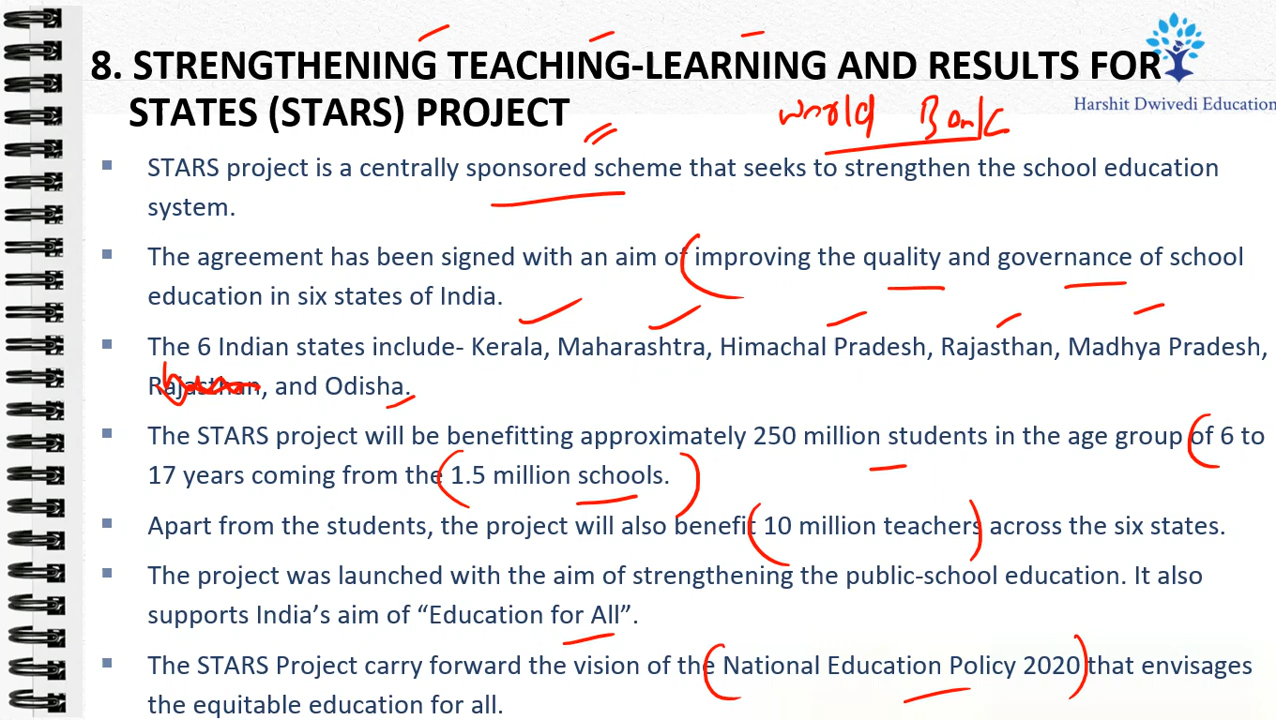 8. STRENGTHENING TEACHING-LEARNING AND RESULTS FOR
STATES (STARS) PROJECT
Harshit Dwivedi Education
World Bank
▪ STARS project is a centrally sponsored scheme that seeks to strengthen the school education
system.
▪ The agreement has been signed with an aim of improving the quality and governance of school
education in six states of India.
▪ The 6 Indian states include- Kerala, Maharashtra, Himachal Pradesh, Rajasthan, Madhya Pradesh,
Rajasthan, and Odisha.
▪ The STARS project will be benefitting approximately 250 million students in the age group of 6 to
17 years coming from the 1.5 million schools.
▪ Apart from the students, the project will also benefit 10 million teachers across the six states.
▪ The project was launched with the aim of strengthening the public-school education. It also
supports India’s aim of “Education for All”.
▪ The STARS Project carry forward the vision of the National Education Policy 2020 that envisages
the equitable education for all.